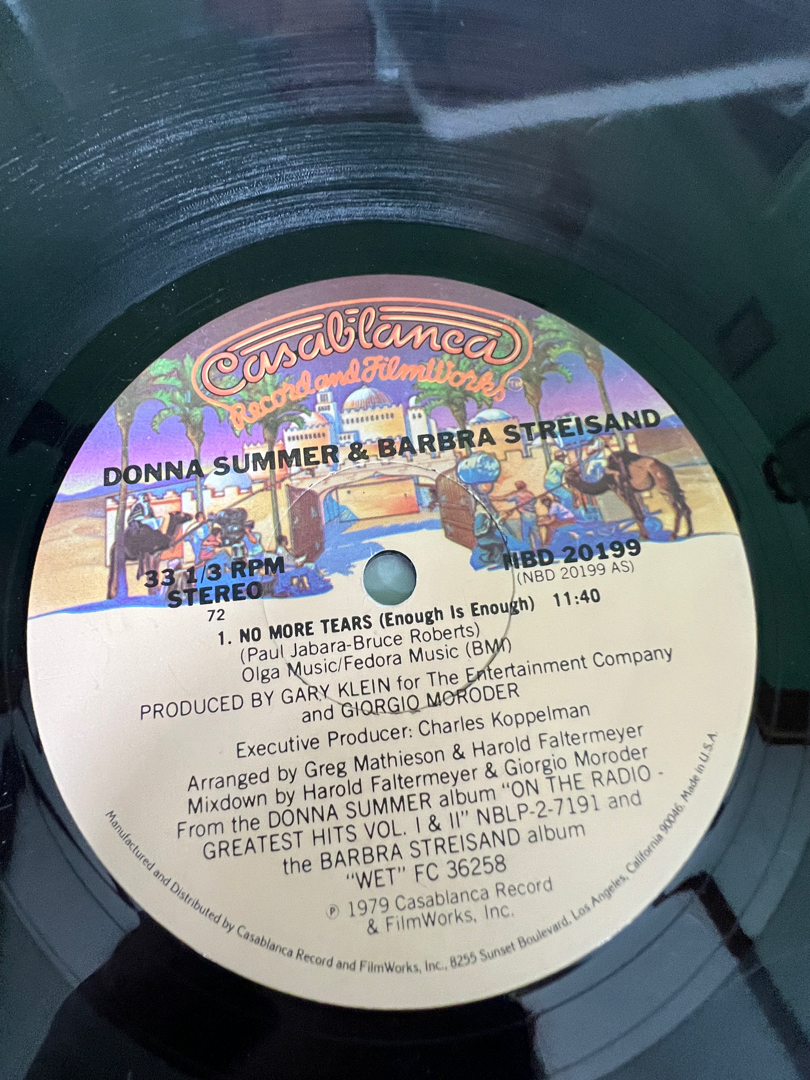 Casablanca
Record and FilmWorks™
DONNA SUMMER & BARBRA STREISAND
33 1/3 RPM
STEREO
72
NBD 20199
(NBD 20199 AS)
1. NO MORE TEARS (Enough Is Enough) 11:40
(Paul Jabara-Bruce Roberts)
Olga Music/Fedora Music (BMI)
PRODUCED BY GARY KLEIN for The Entertainment Company
and GIORGIO MORODER
Executive Producer: Charles Koppelman
Arranged by Greg Mathieson & Harold Faltermeyer
Mixdown by Harold Faltermeyer & Giorgio Moroder
From the DONNA SUMMER album "ON THE RADIO -
GREATEST HITS VOL. I & II" NBLP-2-7191 and
the BARBRA STREISAND album
"WET" FC 36258
℗ 1979 Casablanca Record
& FilmWorks, Inc.
Manufactured and Distributed by Casablanca Record and FilmWorks, Inc., 8255 Sunset Boulevard, Los Angeles, California 90046. Made in U.S.A.